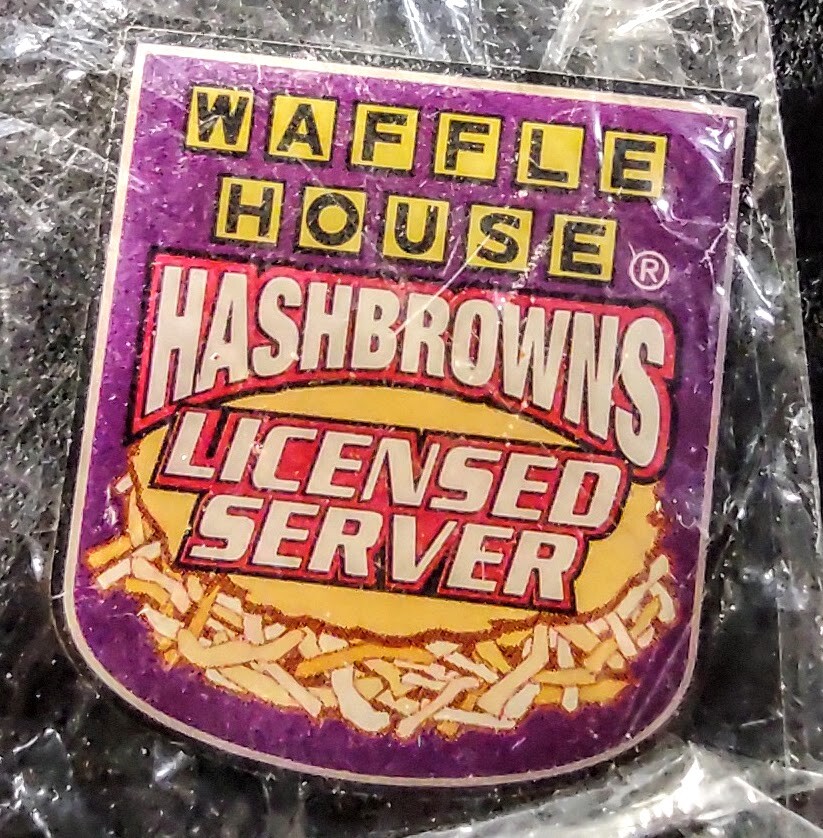 WAFFLE
HOUSE®
HASHBROWNS
LICENSED
SERVER